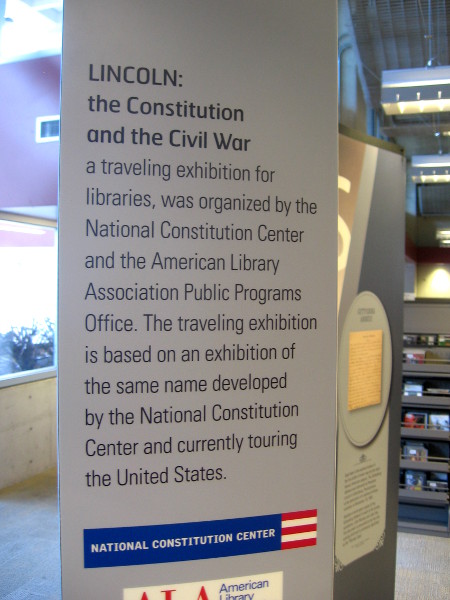 LINCOLN:
the Constitution
and the Civil War
a traveling exhibition for
libraries, was organized by the
National Constitution Center
and the American Library
Association Public Programs
Office. The traveling exhibition
is based on an exhibition of
the same name developed
by the National Constitution
Center and currently touring
the United States.
NATIONAL CONSTITUTION CENTER
ALA American
Library